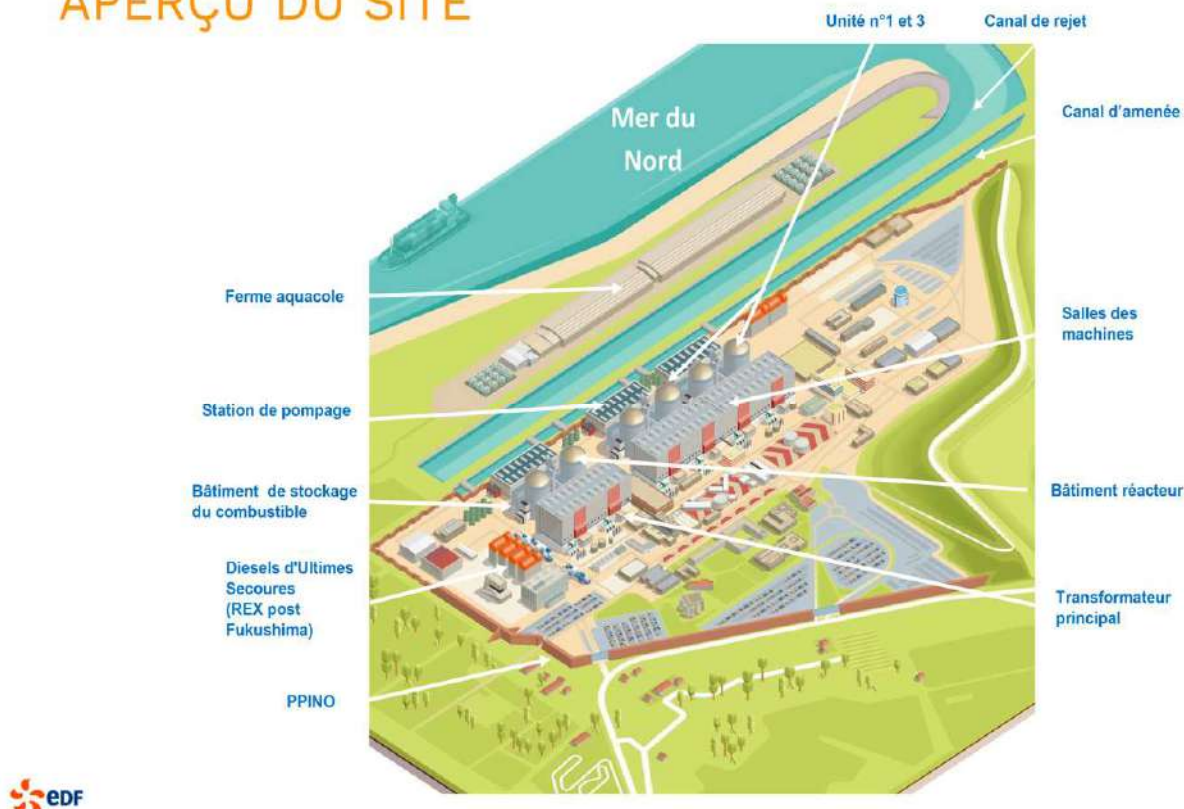 APERÇU DU SITE
Unité n°1 et 3
Canal de rejet
Canal d'amenée
Mer du
Nord
Ferme aquacole
Salles des
machines
Station de pompage
Bâtiment de stockage
du combustible
Bâtiment réacteur
Diesels d'Ultimes
Secoures
(REX post
Fukushima)
Transformateur
principal
PPINO
eDF